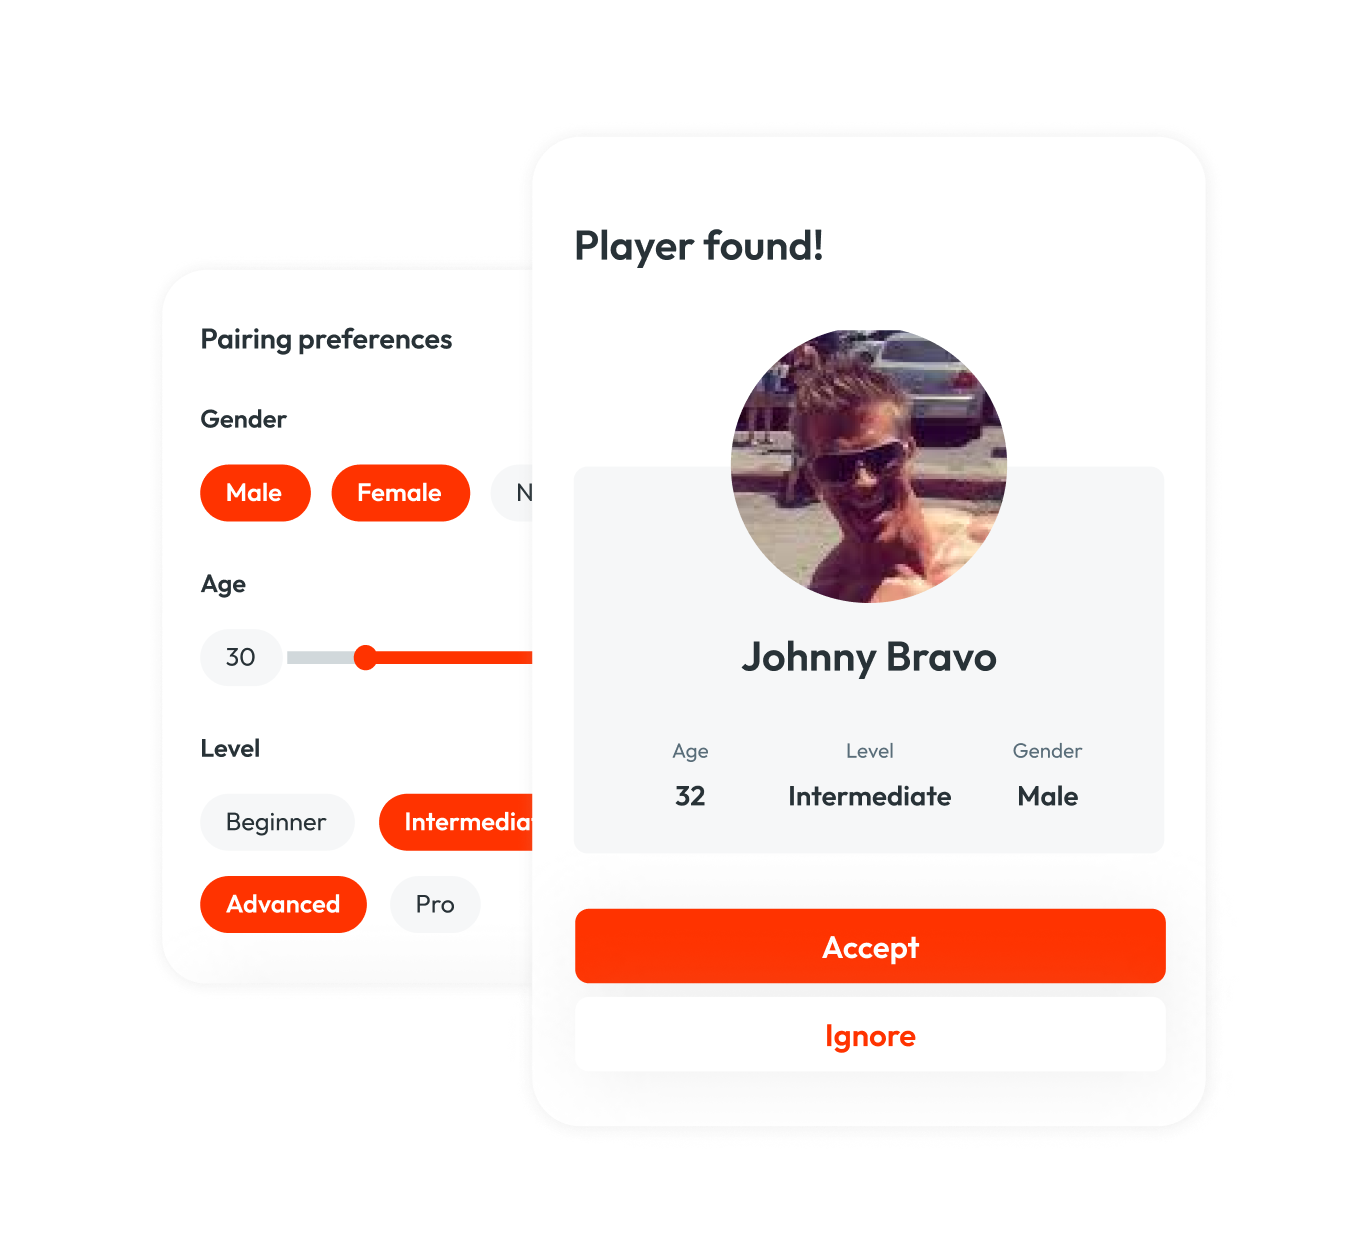 Pairing preferences
Gender
Male Female N
Age
30
Level
Beginner Intermedia
Advanced Pro
Player found!
Johnny Bravo
Age Level Gender
32 Intermediate Male
Accept
Ignore